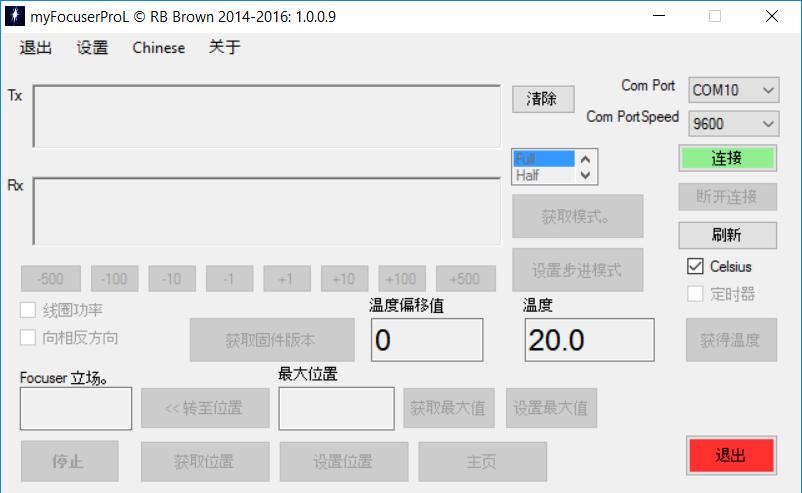 myFocuserProL © RB Brown 2014-2016: 1.0.0.9
退出 设置 Chinese 关于
Tx
清除
Com Port
COM10
Com PortSpeed
9600
Full
Half
连接
Rx
获取模式。
断开连接
刷新
-500 -100 -10 -1 +1 +10 +100 +500
设置步进模式
Celsius
定时器
线圈功率
向相反方向
获取固件版本
温度偏移值
0
温度
20.0
获得温度
Focuser 立场。
<< 转至位置
最大位置
获取最大值
设置最大值
停止
获取位置
设置位置
主页
退出